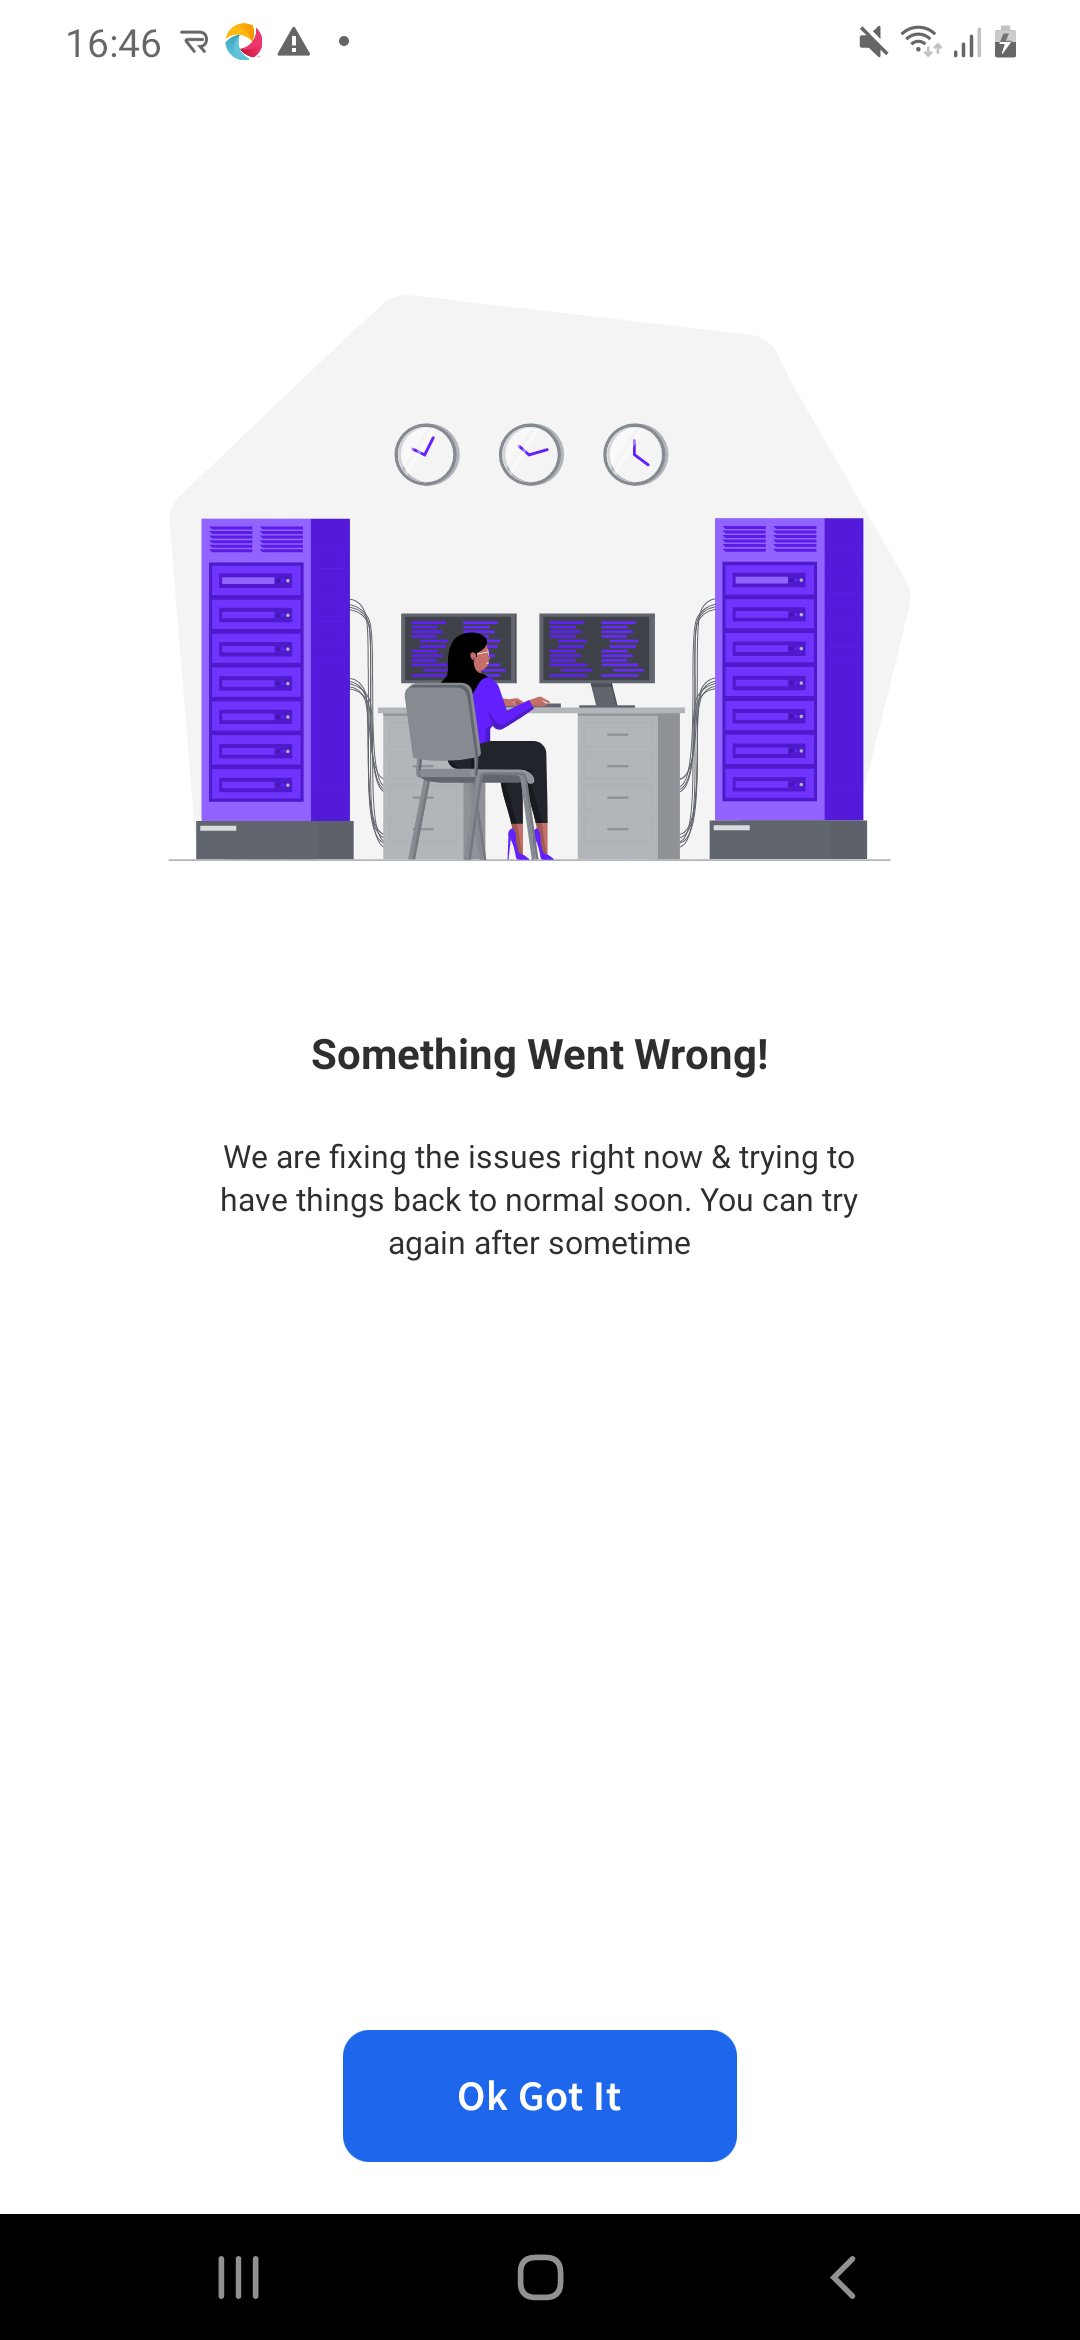 16:46
Something Went Wrong!
We are fixing the issues right now & trying to
have things back to normal soon. You can try
again after sometime
Ok Got It